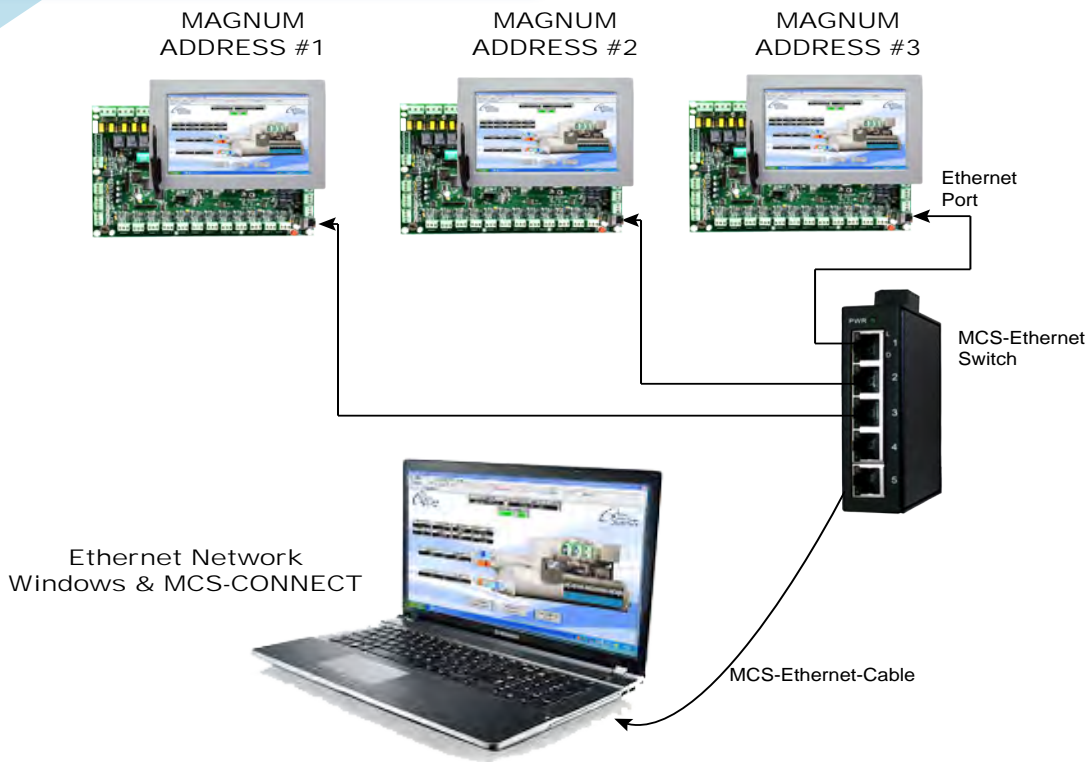 MAGNUM
ADDRESS #1
MAGNUM
ADDRESS #2
MAGNUM
ADDRESS #3
Ethernet
Port
PWR
L
1
D
MCS-Ethernet
Switch
2
3
4
5
Ethernet Network
Windows & MCS-CONNECT
SAMSUNG
MCS-Ethernet-Cable